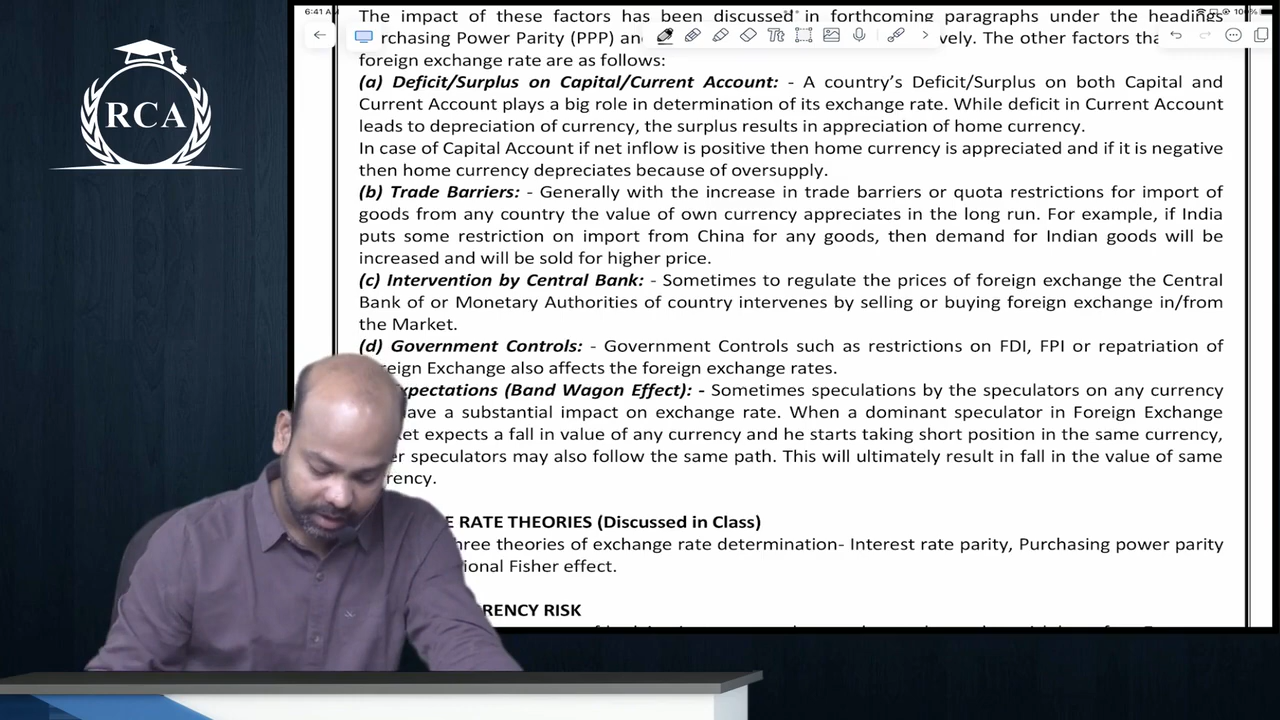 6:41 A
100%
RCA
The impact of these factors has been discussed in forthcoming paragraphs under the headings
rchasing Power Parity (PPP) and vely. The other factors tha
foreign exchange rate are as follows:
(a) Deficit/Surplus on Capital/Current Account: - A country’s Deficit/Surplus on both Capital and
Current Account plays a big role in determination of its exchange rate. While deficit in Current Account
leads to depreciation of currency, the surplus results in appreciation of home currency.
In case of Capital Account if net inflow is positive then home currency is appreciated and if it is negative
then home currency depreciates because of oversupply.
(b) Trade Barriers: - Generally with the increase in trade barriers or quota restrictions for import of
goods from any country the value of own currency appreciates in the long run. For example, if India
puts some restriction on import from China for any goods, then demand for Indian goods will be
increased and will be sold for higher price.
(c) Intervention by Central Bank: - Sometimes to regulate the prices of foreign exchange the Central
Bank of or Monetary Authorities of country intervenes by selling or buying foreign exchange in/from
the Market.
(d) Government Controls: - Government Controls such as restrictions on FDI, FPI or repatriation of
eign Exchange also affects the foreign exchange rates.
xpectations (Band Wagon Effect): - Sometimes speculations by the speculators on any currency
ave a substantial impact on exchange rate. When a dominant speculator in Foreign Exchange
ket expects a fall in value of any currency and he starts taking short position in the same currency,
er speculators may also follow the same path. This will ultimately result in fall in the value of same
rency.
E RATE THEORIES (Discussed in Class)
hree theories of exchange rate determination- Interest rate parity, Purchasing power parity
ional Fisher effect.
RENCY RISK